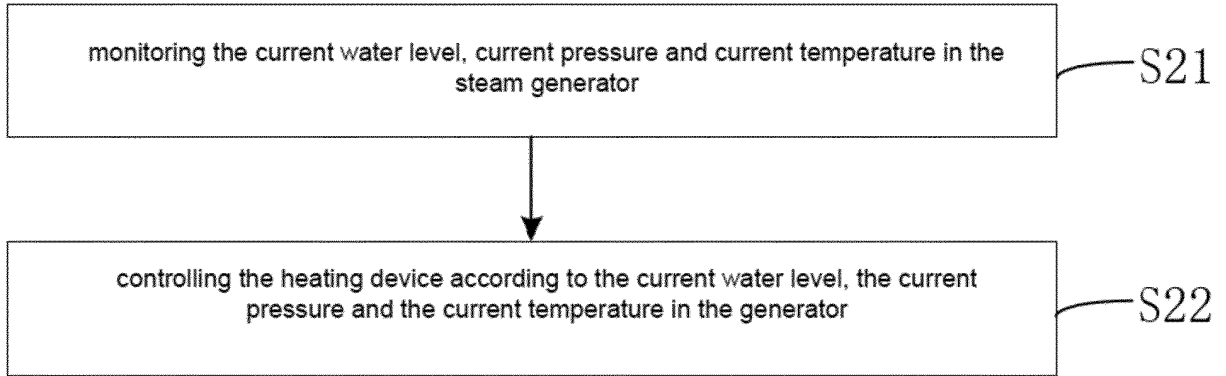 monitoring the current water level, current pressure and current temperature in the
steam generator
S21
controlling the heating device according to the current water level, the current
pressure and the current temperature in the generator
S22